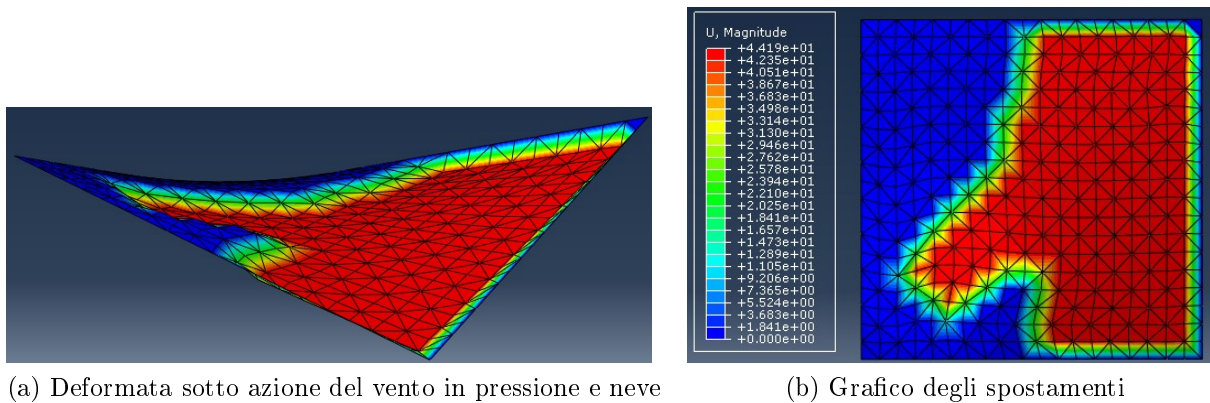 U, Magnitude
+4.419e+01
+4.235e+01
+4.051e+01
+3.867e+01
+3.683e+01
+3.498e+01
+3.314e+01
+3.130e+01
+2.946e+01
+2.762e+01
+2.578e+01
+2.394e+01
+2.210e+01
+2.025e+01
+1.841e+01
+1.657e+01
+1.473e+01
+1.289e+01
+1.105e+01
+9.206e+00
+7.365e+00
+5.524e+00
+3.683e+00
+1.841e+00
+0.000e+00
(a) Deformata sotto azione del vento in pressione e neve
(b) Grafico degli spostamenti